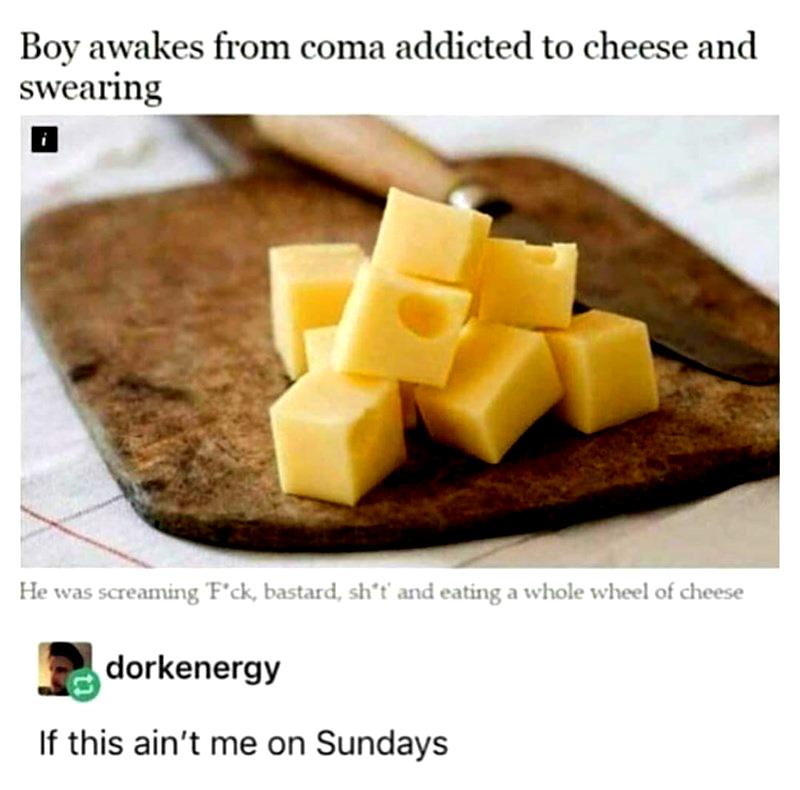 Boy awakes from coma addicted to cheese and
swearing
i
He was screaming 'F*ck, bastard, sh*t' and eating a whole wheel of cheese
dorkenergy
If this ain't me on Sundays